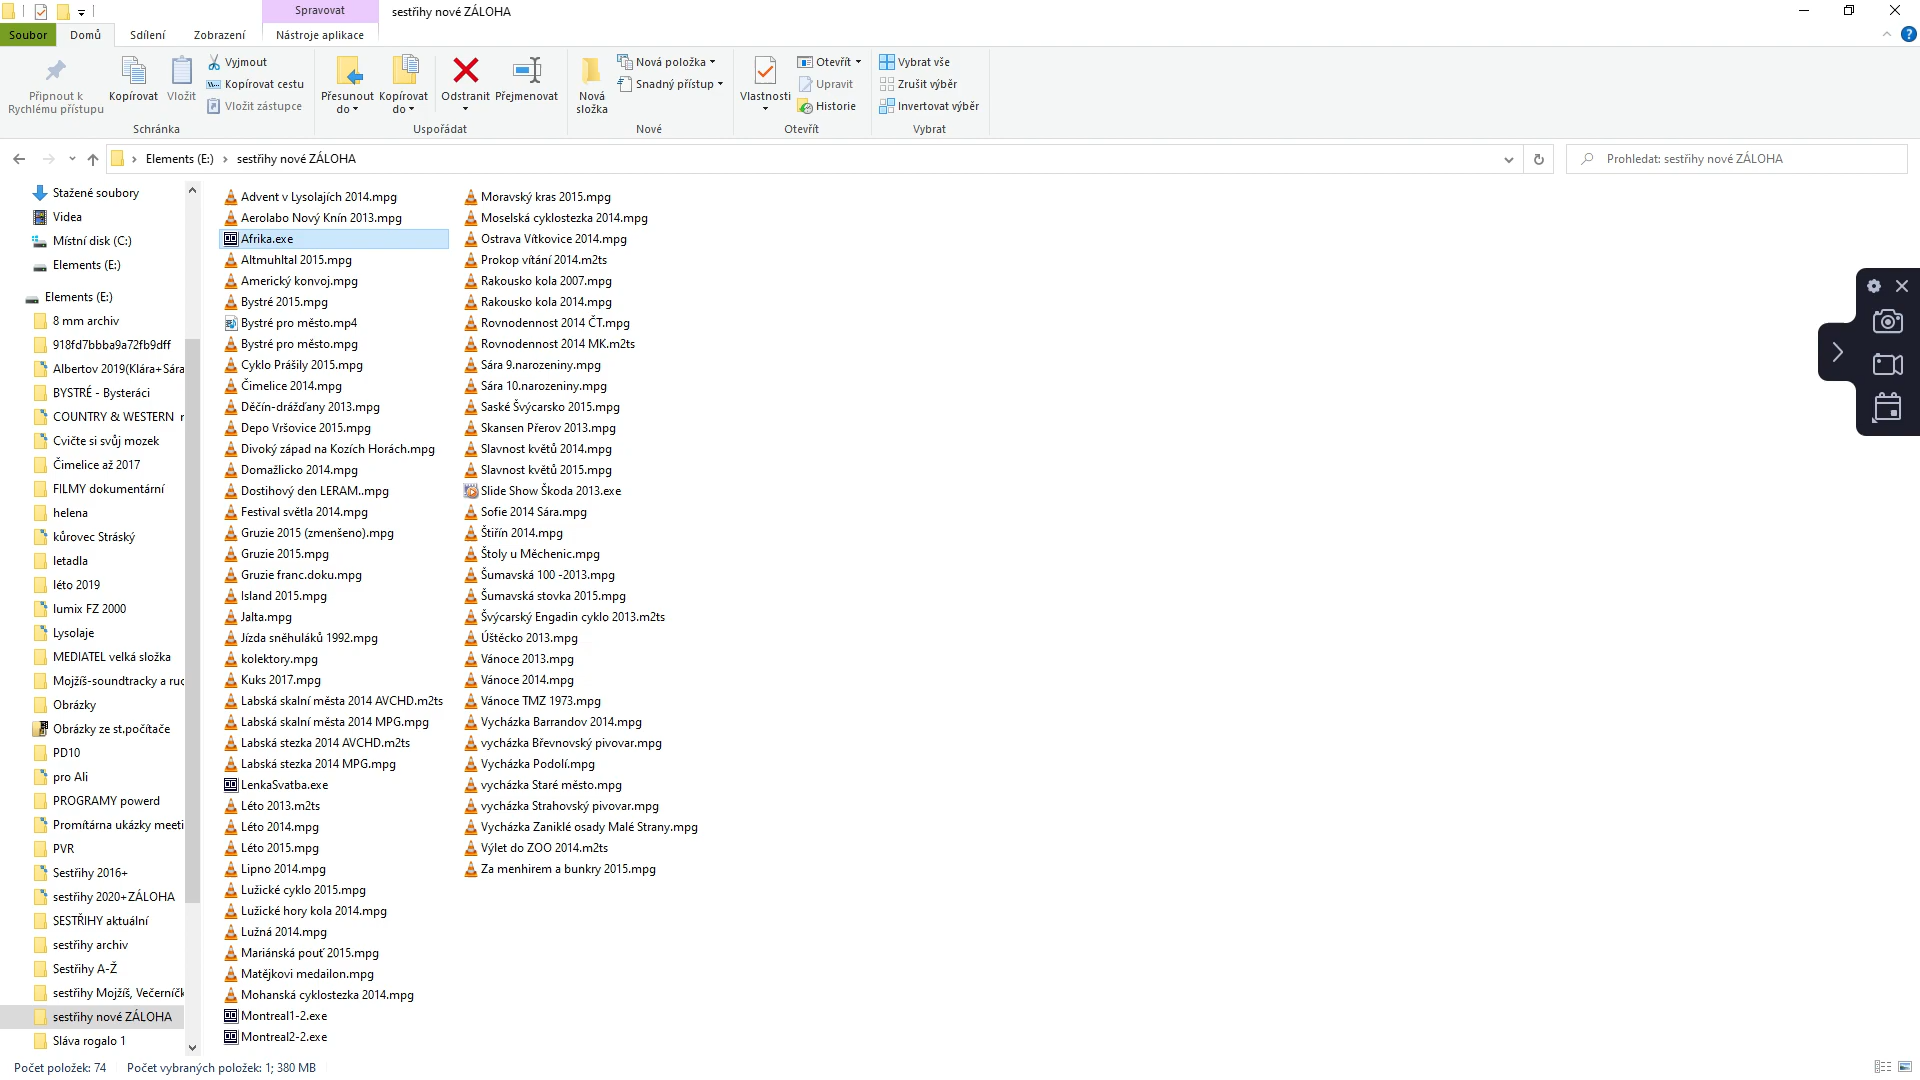 Spravovat
sestřihy nové ZÁLOHA
Soubor
Domů
Sdílení
Zobrazení
Nástroje aplikace
Připnout k Rychlému přístupu
Kopírovat
Vložit
Vyjmout
Kopírovat cestu
Vložit zástupce
Schránka
Přesunout do
Kopírovat do
Odstranit
Přejmenovat
Uspořádat
Nová složka
Nová položka
Snadný přístup
Nové
Vlastnosti
Otevřít
Upravit
Historie
Otevřít
Vybrat vše
Zrušit výběr
Invertovat výběr
Vybrat
Elements (E:)
sestřihy nové ZÁLOHA
Prohledat: sestřihy nové ZÁLOHA
Stažené soubory
Videa
Místní disk (C:)
Elements (E:)
Elements (E:)
8 mm archiv
918fd7bbba9a72fb9dff
Albertov 2019(Klára+Sára
BYSTRÉ - Bysteráci
COUNTRY & WESTERN r
Cvičte si svůj mozek
Čimelice až 2017
FILMY dokumentární
helena
kůrovec Stráský
letadla
léto 2019
lumix FZ 2000
Lysolaje
MEDIATEL velká složka
Mojžíš-soundtracky a ruc
Obrázky
Obrázky ze st.počítače
PD10
pro Ali
PROGRAMY powerd
Promítárna ukázky meeti
PVR
Sestřihy 2016+
sestřihy 2020+ZÁLOHA
SESTŘIHY aktuální
sestřihy archiv
Sestřihy A-Ž
sestřihy Mojžíš, Večerníčk
sestřihy nové ZÁLOHA
Sláva rogalo 1
Advent v Lysolajích 2014.mpg
Aerolabo Nový Knín 2013.mpg
Afrika.exe
Altmuhltal 2015.mpg
Americký konvoj.mpg
Bystré 2015.mpg
Bystré pro město.mp4
Bystré pro město.mpg
Cyklo Prášily 2015.mpg
Čimelice 2014.mpg
Děčín-drážďany 2013.mpg
Depo Vršovice 2015.mpg
Divoký západ na Kozích Horách.mpg
Domažlicko 2014.mpg
Dostihový den LERAM..mpg
Festival světla 2014.mpg
Gruzie 2015 (zmenšeno).mpg
Gruzie 2015.mpg
Gruzie franc.doku.mpg
Island 2015.mpg
Jalta.mpg
Jízda sněhuláků 1992.mpg
kolektory.mpg
Kuks 2017.mpg
Labská skalní města 2014 AVCHD.m2ts
Labská skalní města 2014 MPG.mpg
Labská stezka 2014 AVCHD.m2ts
Labská stezka 2014 MPG.mpg
LenkaSvatba.exe
Léto 2013.m2ts
Léto 2014.mpg
Léto 2015.mpg
Lipno 2014.mpg
Lužické cyklo 2015.mpg
Lužické hory kola 2014.mpg
Lužná 2014.mpg
Mariánská pouť 2015.mpg
Matějkovi medailon.mpg
Mohanská cyklostezka 2014.mpg
Montreal1-2.exe
Montreal2-2.exe
Moravský kras 2015.mpg
Moselská cyklostezka 2014.mpg
Ostrava Vítkovice 2014.mpg
Prokop vítání 2014.m2ts
Rakousko kola 2007.mpg
Rakousko kola 2014.mpg
Rovnodennost 2014 ČT.mpg
Rovnodennost 2014 MK.m2ts
Sára 9.narozeniny.mpg
Sára 10.narozeniny.mpg
Saské Švýcarsko 2015.mpg
Skansen Přerov 2013.mpg
Slavnost květů 2014.mpg
Slavnost květů 2015.mpg
Slide Show Škoda 2013.exe
Sofie 2014 Sára.mpg
Štiřín 2014.mpg
Štoly u Měchenic.mpg
Šumavská 100 -2013.mpg
Šumavská stovka 2015.mpg
Švýcarský Engadin cyklo 2013.m2ts
Úštěcko 2013.mpg
Vánoce 2013.mpg
Vánoce 2014.mpg
Vánoce TMZ 1973.mpg
Vycházka Barrandov 2014.mpg
vycházka Břevnovský pivovar.mpg
Vycházka Podolí.mpg
vycházka Staré město.mpg
vycházka Strahovský pivovar.mpg
Vycházka Zaniklé osady Malé Strany.mpg
Výlet do ZOO 2014.m2ts
Za menhirem a bunkry 2015.mpg
Počet položek: 74
Počet vybraných položek: 1; 380 MB